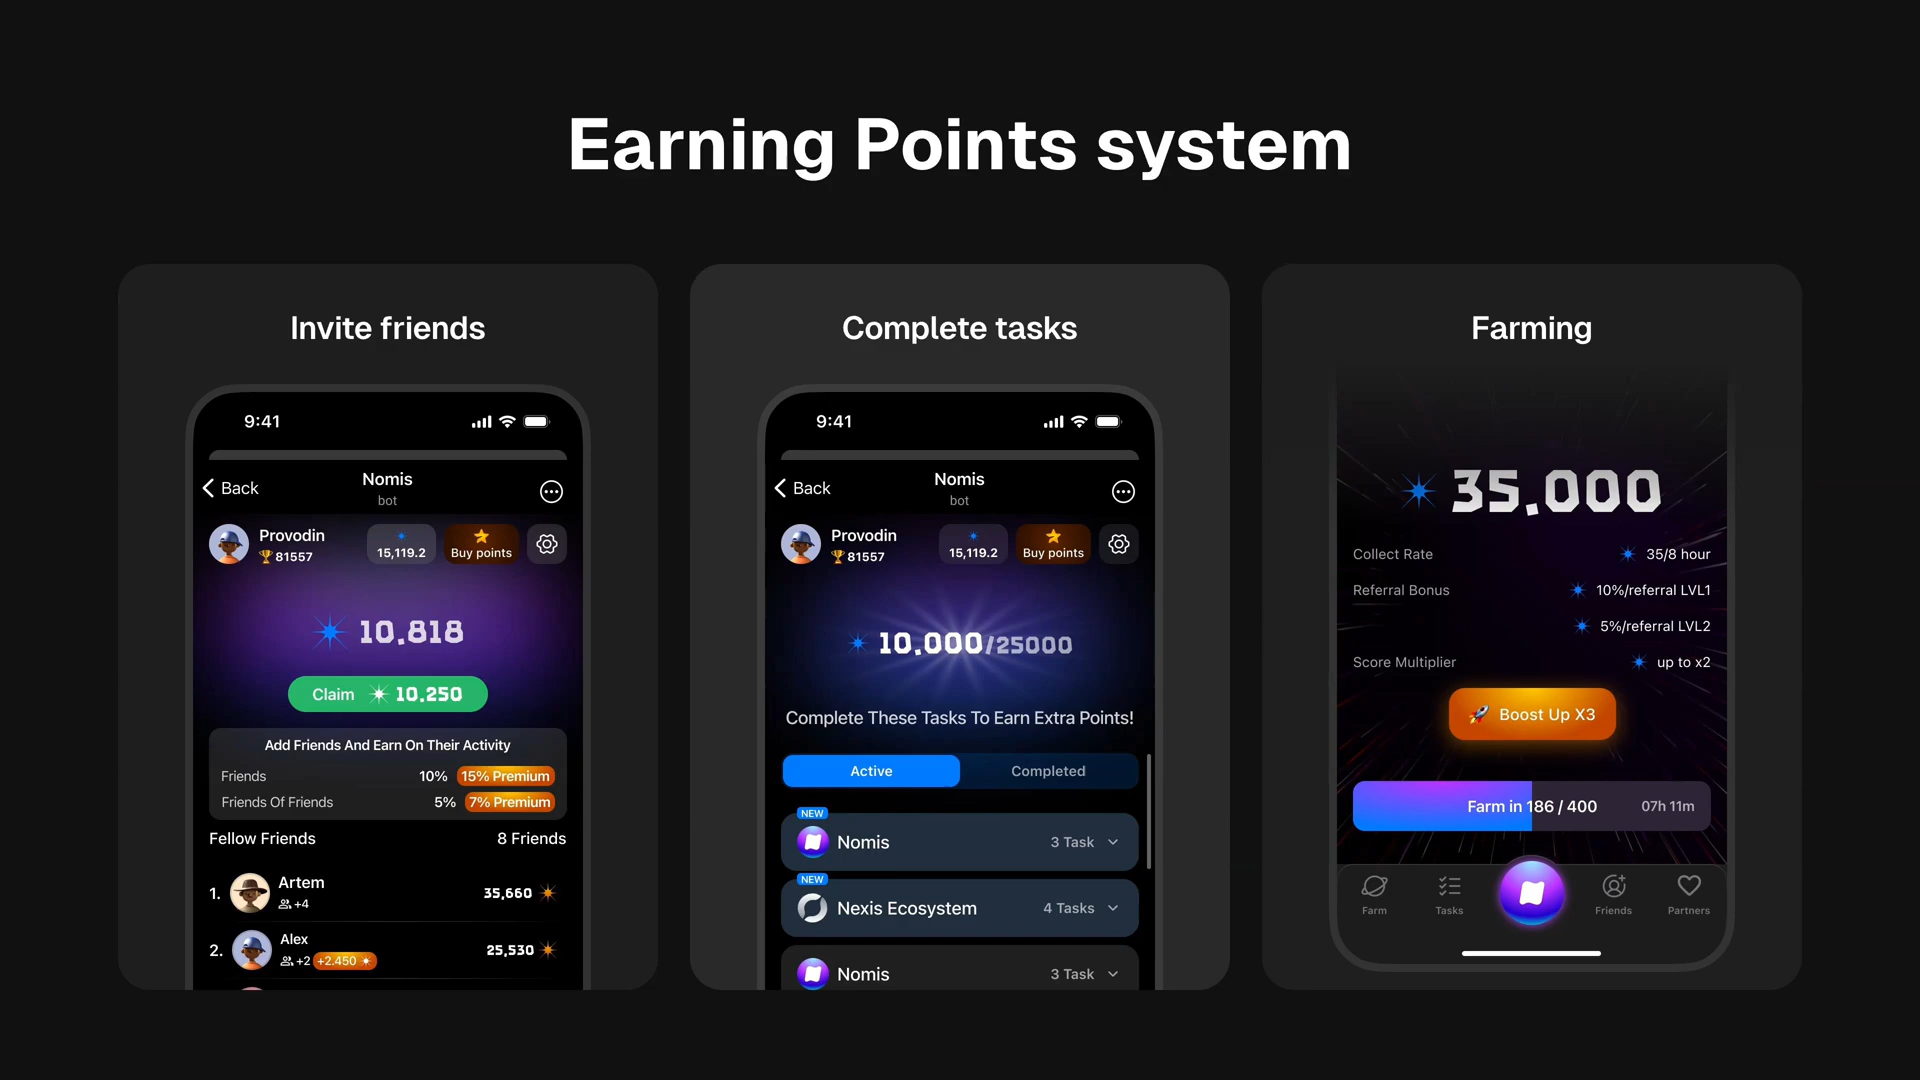 Earning Points system
Invite friends
9:41
Back
Nomis
bot
Provodin
81557
15,119.2
Buy points
10.818
Claim 10.250
Add Friends And Earn On Their Activity
Friends 10% 15% Premium
Friends Of Friends 5% 7% Premium
Fellow Friends 8 Friends
1. Artem 35,660
+4
2. Alex 25,530
+2 +2.450
Complete tasks
9:41
Back
Nomis
bot
Provodin
81557
15,119.2
Buy points
10.000/25000
Complete These Tasks To Earn Extra Points!
Active Completed
NEW
Nomis 3 Task
NEW
Nexis Ecosystem 4 Tasks
Nomis 3 Task
Farming
35.000
Collect Rate 35/8 hour
Referral Bonus 10%/referral LVL1
5%/referral LVL2
Score Multiplier up to x2
Boost Up X3
Farm in 186 / 400 07h 11m
Farm Tasks Friends Partners